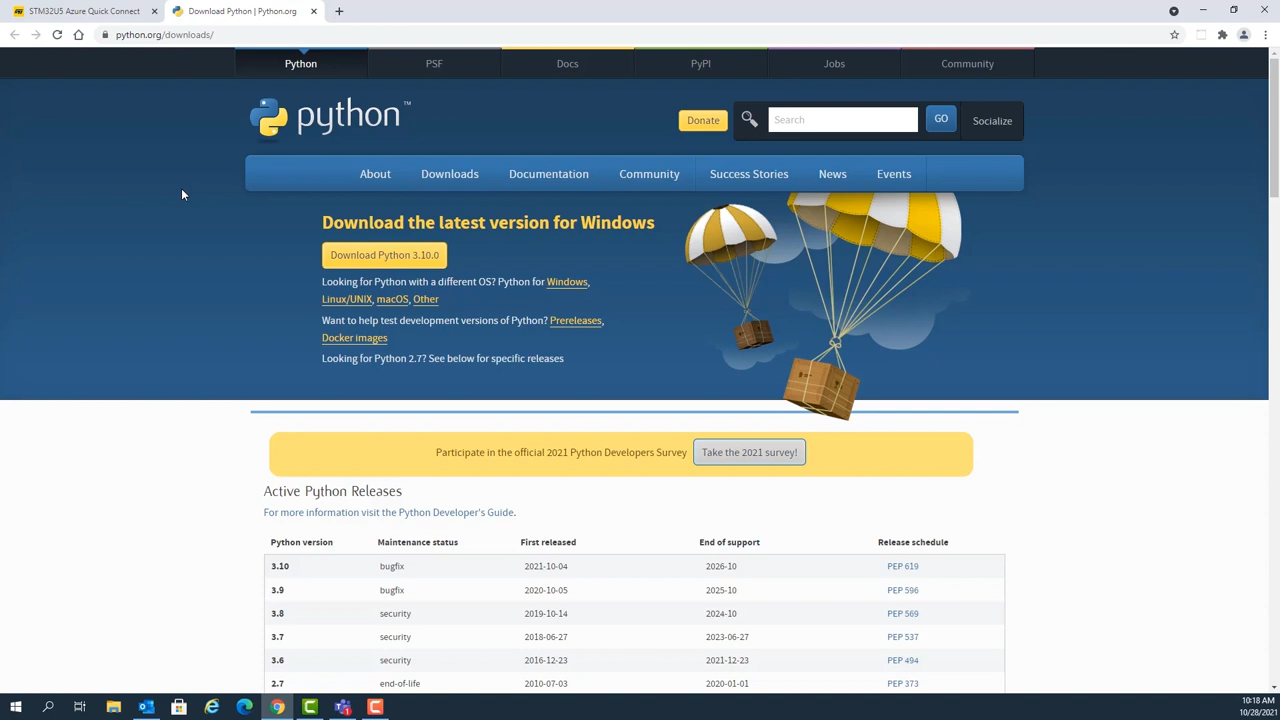 STM32U5 Azure Quick Connect
Download Python | Python.org
python.org/downloads/
Python PSF Docs PyPI Jobs Community
python™
Donate Search GO Socialize
About Downloads Documentation Community Success Stories News Events
Download the latest version for Windows
Download Python 3.10.0
Looking for Python with a different OS? Python for Windows,
Linux/UNIX, macOS, Other
Want to help test development versions of Python? Prereleases,
Docker images
Looking for Python 2.7? See below for specific releases
Participate in the official 2021 Python Developers Survey Take the 2021 survey!
Active Python Releases
For more information visit the Python Developer's Guide.
Python version Maintenance status First released End of support Release schedule
3.10 bugfix 2021-10-04 2026-10 PEP 619
3.9 bugfix 2020-10-05 2025-10 PEP 596
3.8 security 2019-10-14 2024-10 PEP 569
3.7 security 2018-06-27 2023-06-27 PEP 537
3.6 security 2016-12-23 2021-12-23 PEP 494
2.7 end-of-life 2010-07-03 2020-01-01 PEP 373
10:18 AM
10/28/2021